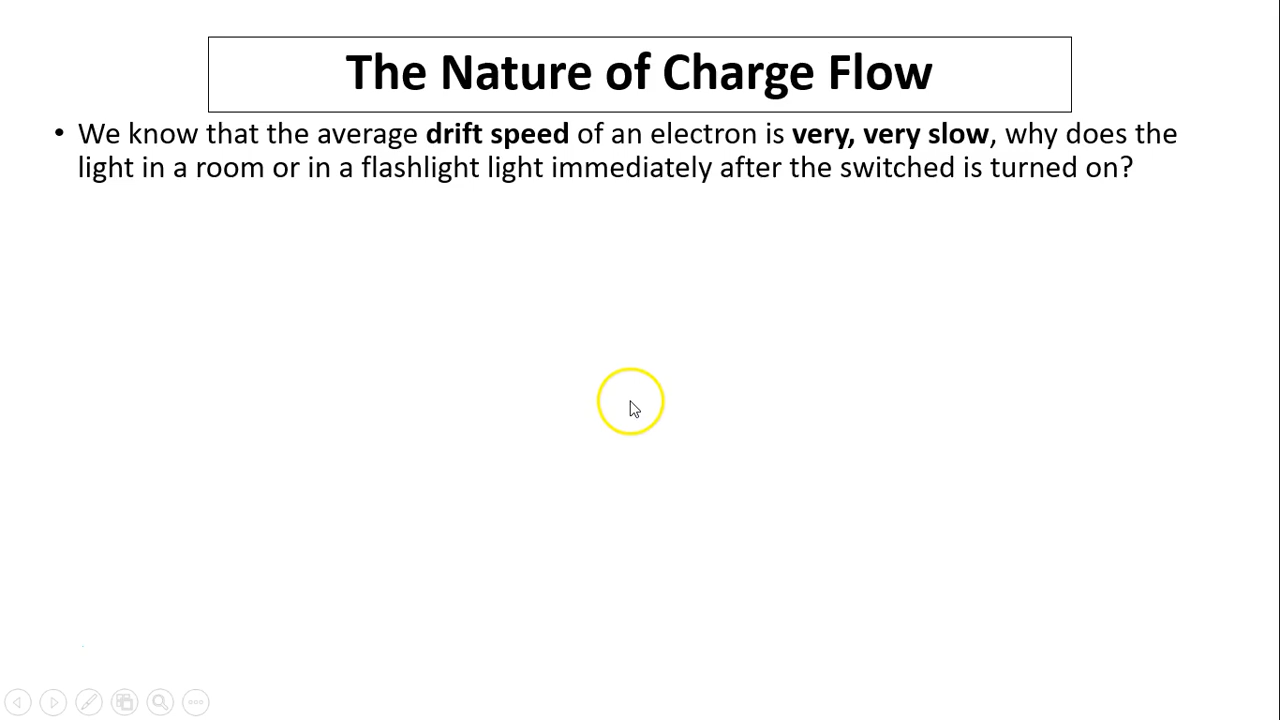 The Nature of Charge Flow
• We know that the average drift speed of an electron is very, very slow, why does the
light in a room or in a flashlight light immediately after the switched is turned on?